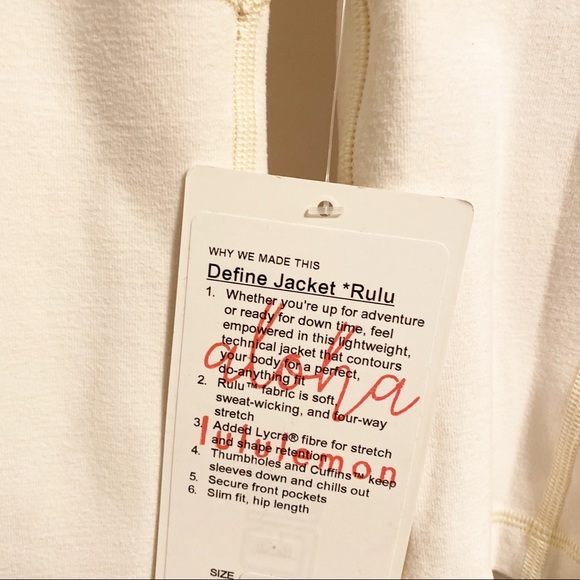 WHY WE MADE THIS
Define Jacket *Rulu
1. Whether you're up for adventure
or ready for down time, feel
empowered in this lightweight,
technical jacket that contours
your body for a perfect,
do-anything fit
2. Rulu™ fabric is soft,
sweat-wicking, and four-way
stretch
3. Added Lycra® fibre for stretch
and shape retention
4. Thumbholes and Cuffins™ keep
sleeves down and chills out
5. Secure front pockets
6. Slim fit, hip length
aloha
lululemon
SIZE